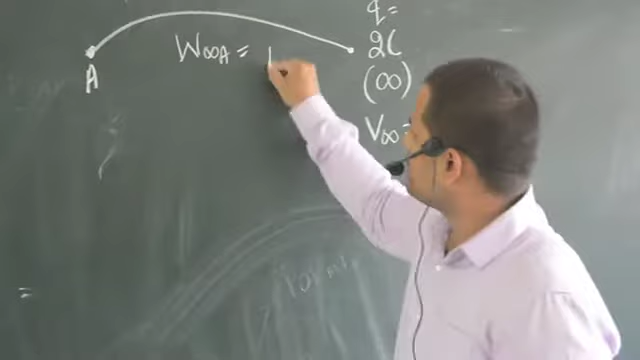 q =
2C
(∞)
W∞A =
A
V∞ =